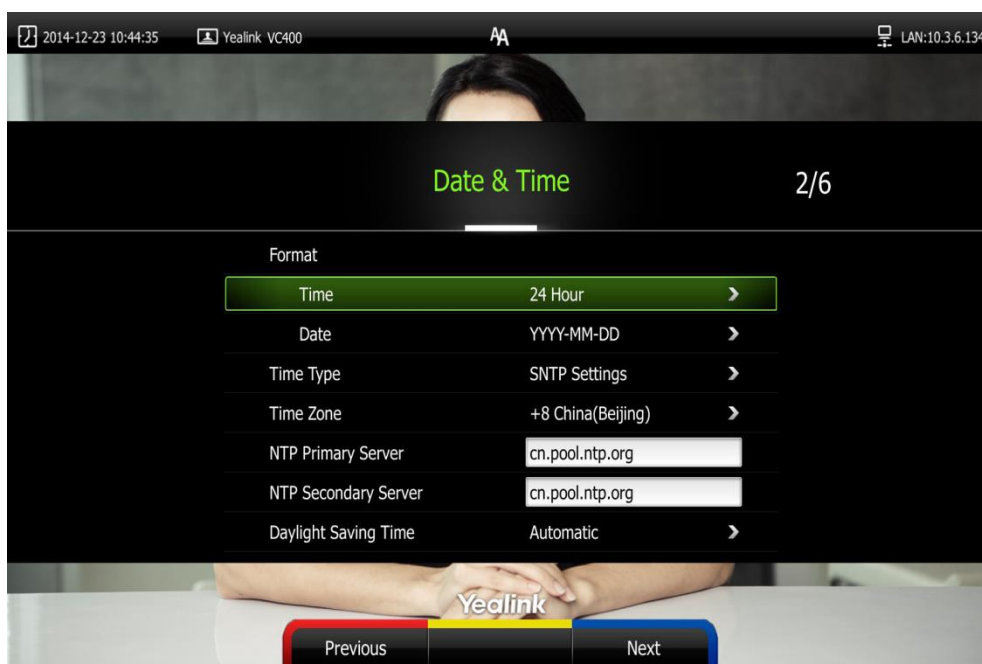 2014-12-23 10:44:35 Yealink VC400 AA LAN:10.3.6.134
Date & Time 2/6
Format
Time 24 Hour
Date YYYY-MM-DD
Time Type SNTP Settings
Time Zone +8 China(Beijing)
NTP Primary Server cn.pool.ntp.org
NTP Secondary Server cn.pool.ntp.org
Daylight Saving Time Automatic
Yealink
Previous Next